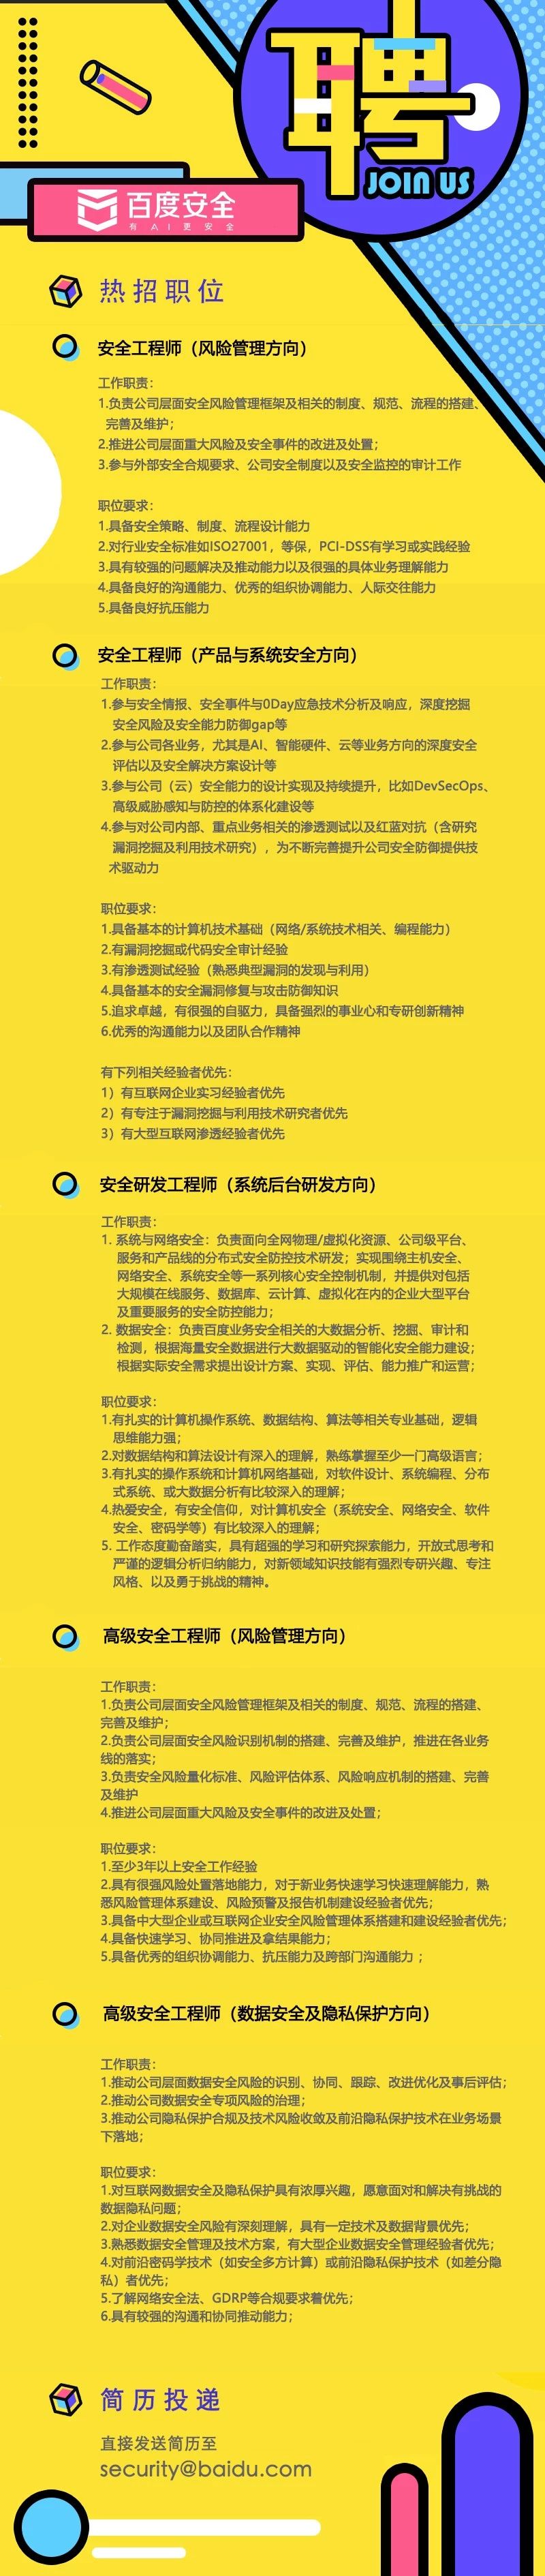 聘
JOIN US
百度安全
有 AI 更 安 全
热招职位
安全工程师（风险管理方向）
工作职责：
1.负责公司层面安全风险管理框架及相关的制度、规范、流程的搭建、
完善及维护；
2.推进公司层面重大风险及安全事件的改进及处置；
3.参与外部安全合规要求、公司安全制度以及安全监控的审计工作
职位要求：
1.具备安全策略、制度、流程设计能力
2.对行业安全标准如ISO27001，等保，PCI-DSS有学习或实践经验
3.具有较强的问题解决及推动能力以及很强的具体业务理解能力
4.具备良好的沟通能力、优秀的组织协调能力、人际交往能力
5.具备良好抗压能力
安全工程师（产品与系统安全方向）
工作职责：
1.参与安全情报、安全事件与0Day应急技术分析及响应，深度挖掘
安全风险及安全能力防御gap等
2.参与公司各业务，尤其是AI、智能硬件、云等业务方向的深度安全
评估以及安全解决方案设计等
3.参与公司（云）安全能力的设计实现及持续提升，比如DevSecOps、
高级威胁感知与防控的体系化建设等
4.参与对公司内部、重点业务相关的渗透测试以及红蓝对抗（含研究
漏洞挖掘及利用技术研究），为不断完善提升公司安全防御提供技
术驱动力
职位要求：
1.具备基本的计算机技术基础（网络/系统技术相关、编程能力）
2.有漏洞挖掘或代码安全审计经验
3.有渗透测试经验（熟悉典型漏洞的发现与利用）
4.具备基本的安全漏洞修复与攻击防御知识
5.追求卓越，有很强的自驱力，具备强烈的事业心和专研创新精神
6.优秀的沟通能力以及团队合作精神
有下列相关经验者优先：
1）有互联网企业实习经验者优先
2）有专注于漏洞挖掘与利用技术研究者优先
3）有大型互联网渗透经验者优先
安全研发工程师（系统后台研发方向）
工作职责：
1. 系统与网络安全：负责面向全网物理/虚拟化资源、公司级平台、
服务和产品线的分布式安全防控技术研发；实现围绕主机安全、
网络安全、系统安全等一系列核心安全控制机制，并提供对包括
大规模在线服务、数据库、云计算、虚拟化在内的企业大型平台
及重要服务的安全防控能力；
2. 数据安全：负责百度业务安全相关的大数据分析、挖掘、审计和
检测，根据海量安全数据进行大数据驱动的智能化安全能力建设；
根据实际安全需求提出设计方案、实现、评估、能力推广和运营；
职位要求：
1.有扎实的计算机操作系统、数据结构、算法等相关专业基础，逻辑
思维能力强；
2.对数据结构和算法设计有深入的理解，熟练掌握至少一门高级语言；
3.有扎实的操作系统和计算机网络基础，对软件设计、系统编程、分布
式系统、或大数据分析有比较深入的理解；
4.热爱安全，有安全信仰，对计算机安全（系统安全、网络安全、软件
安全、密码学等）有比较深入的理解；
5. 工作态度勤奋踏实，具有超强的学习和研究探索能力，开放式思考和
严谨的逻辑分析归纳能力，对新领域知识技能有强烈专研兴趣、专注
风格、以及勇于挑战的精神。
高级安全工程师（风险管理方向）
工作职责：
1.负责公司层面安全风险管理框架及相关的制度、规范、流程的搭建、
完善及维护；
2.负责公司层面安全风险识别机制的搭建、完善及维护，推进在各业务
线的落实；
3.负责安全风险量化标准、风险评估体系、风险响应机制的搭建、完善
及维护
4.推进公司层面重大风险及安全事件的改进及处置；
职位要求：
1.至少3年以上安全工作经验
2.具有很强风险处置落地能力，对于新业务快速学习快速理解能力，熟
悉风险管理体系建设、风险预警及报告机制建设经验者优先；
3.具备中大型企业或互联网企业安全风险管理体系搭建和建设经验者优先；
4.具备快速学习、协同推进及拿结果能力；
5.具备优秀的组织协调能力、抗压能力及跨部门沟通能力；
高级安全工程师（数据安全及隐私保护方向）
工作职责：
1.推动公司层面数据安全风险的识别、协同、跟踪、改进优化及事后评估；
2.推动公司数据安全专项风险的治理；
3.推动公司隐私保护合规及技术风险收敛及前沿隐私保护技术在业务场景
下落地；
职位要求：
1.对互联网数据安全及隐私保护具有浓厚兴趣，愿意面对和解决有挑战的
数据隐私问题；
2.对企业数据安全风险有深刻理解，具有一定技术及数据背景优先；
3.熟悉数据安全管理及技术方案，有大型企业数据安全管理经验者优先；
4.对前沿密码学技术（如安全多方计算）或前沿隐私保护技术（如差分隐
私）者优先；
5.了解网络安全法、GDRP等合规要求着优先；
6.具有较强的沟通和协同推动能力；
简历投递
直接发送简历至
security@baidu.com